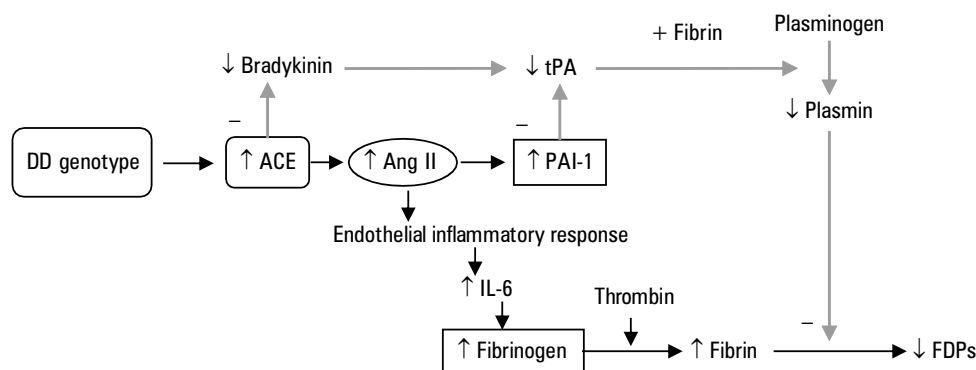 Plasminogen
+ Fibrin
↓ Bradykinin
↓ tPA
↓ Plasmin
–
–
DD genotype
↑ ACE
↑ Ang II
↑ PAI-1
Endothelial inflammatory response
↑ IL-6
Thrombin
–
↑ Fibrinogen
↑ Fibrin
↓ FDPs